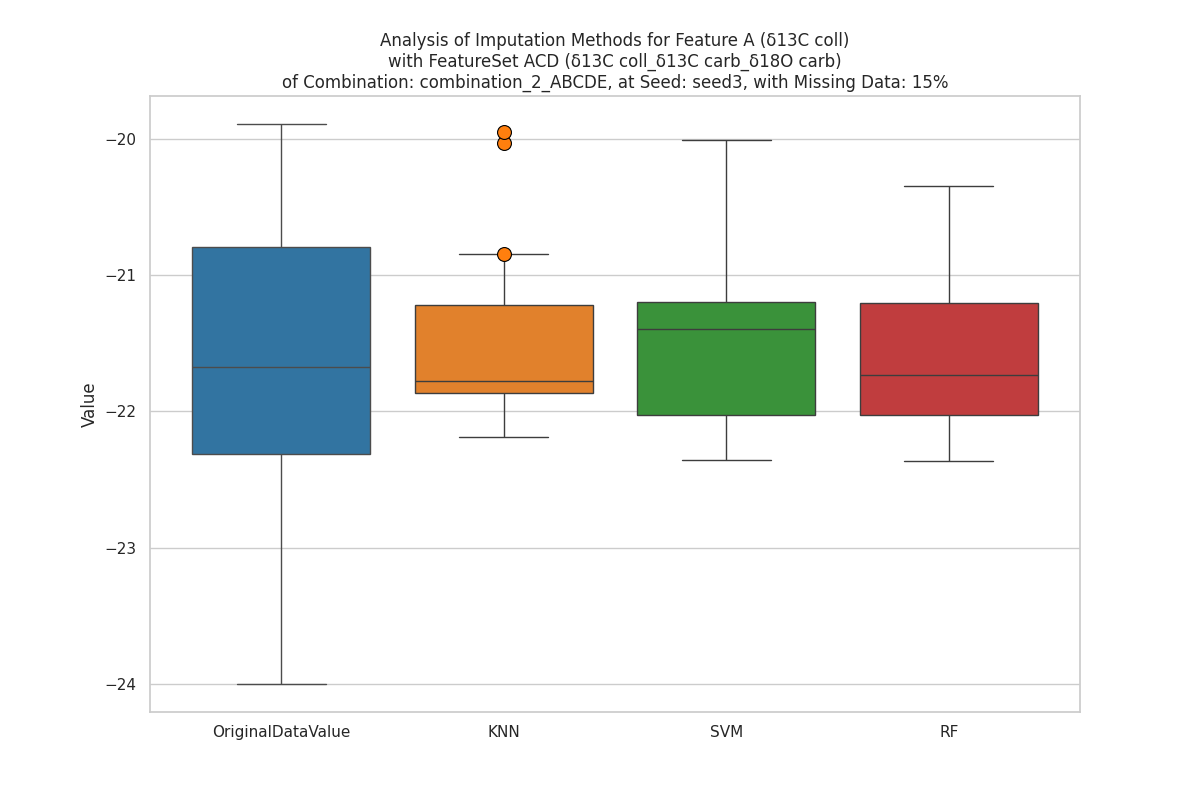 Analysis of Imputation Methods for Feature A (δ13C coll)
with FeatureSet ACD (δ13C coll_δ13C carb_δ18O carb)
of Combination: combination_2_ABCDE, at Seed: seed3, with Missing Data: 15%
Value
−20
−21
−22
−23
−24
OriginalDataValue
KNN
SVM
RF